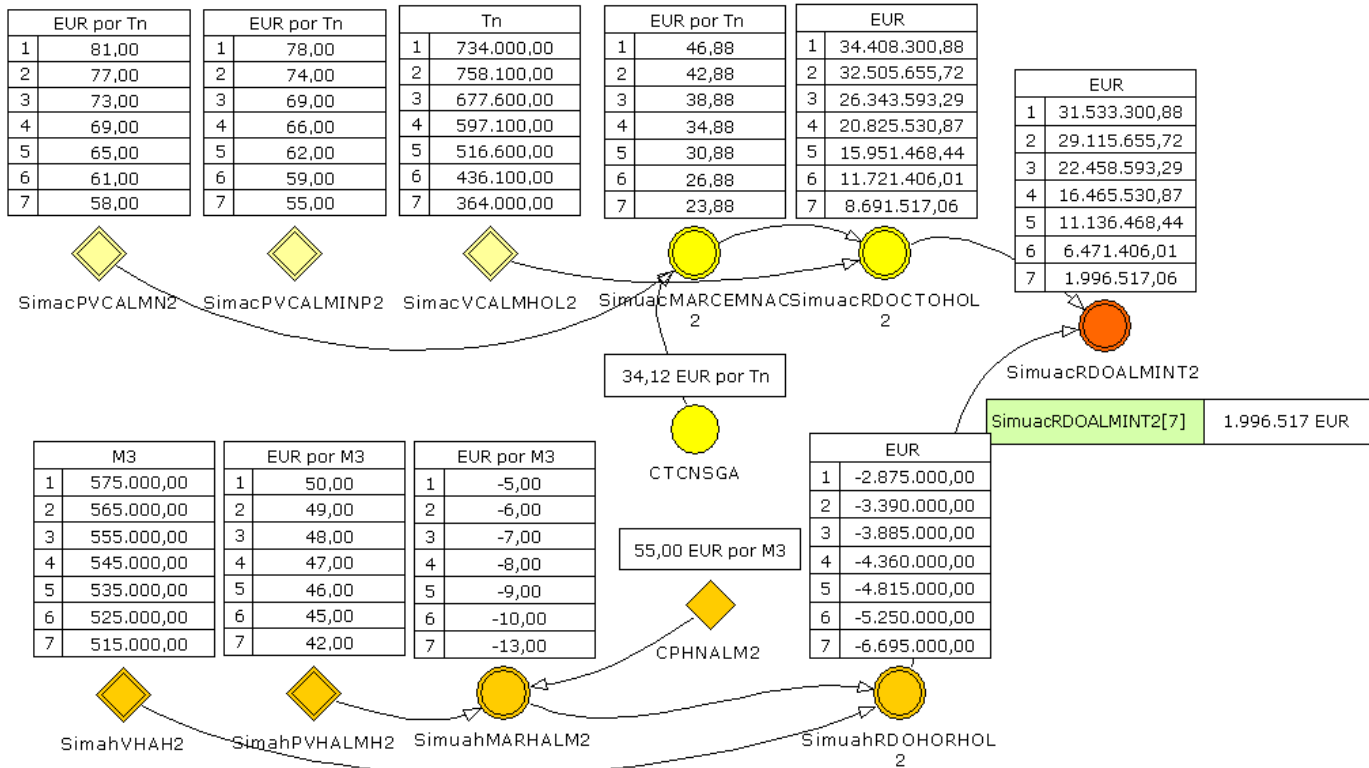 EUR por Tn
1 81,00
2 77,00
3 73,00
4 69,00
5 65,00
6 61,00
7 58,00
SimacPVCALMN2
EUR por Tn
1 78,00
2 74,00
3 69,00
4 66,00
5 62,00
6 59,00
7 55,00
SimacPVCALMINP2
Tn
1 734.000,00
2 758.100,00
3 677.600,00
4 597.100,00
5 516.600,00
6 436.100,00
7 364.000,00
SimacVCALMHOL2
EUR por Tn
1 46,88
2 42,88
3 38,88
4 34,88
5 30,88
6 26,88
7 23,88
SimuacMARCEMNAC
2
EUR
1 34.408.300,88
2 32.505.655,72
3 26.343.593,29
4 20.825.530,87
5 15.951.468,44
6 11.721.406,01
7 8.691.517,06
SimuacRDOCTOHOL
2
EUR
1 31.533.300,88
2 29.115.655,72
3 22.458.593,29
4 16.465.530,87
5 11.136.468,44
6 6.471.406,01
7 1.996.517,06
SimuacRDOALMINT2
34,12 EUR por Tn
CTCNSGA
SimuacRDOALMINT2[7] 1.996.517 EUR
M3
1 575.000,00
2 565.000,00
3 555.000,00
4 545.000,00
5 535.000,00
6 525.000,00
7 515.000,00
SimahVHAH2
EUR por M3
1 50,00
2 49,00
3 48,00
4 47,00
5 46,00
6 45,00
7 42,00
SimahPVHALMH2
EUR por M3
1 -5,00
2 -6,00
3 -7,00
4 -8,00
5 -9,00
6 -10,00
7 -13,00
SimuahMARHALM2
55,00 EUR por M3
CPHNALM2
EUR
1 -2.875.000,00
2 -3.390.000,00
3 -3.885.000,00
4 -4.360.000,00
5 -4.815.000,00
6 -5.250.000,00
7 -6.695.000,00
SimuahRDOHORHOL
2